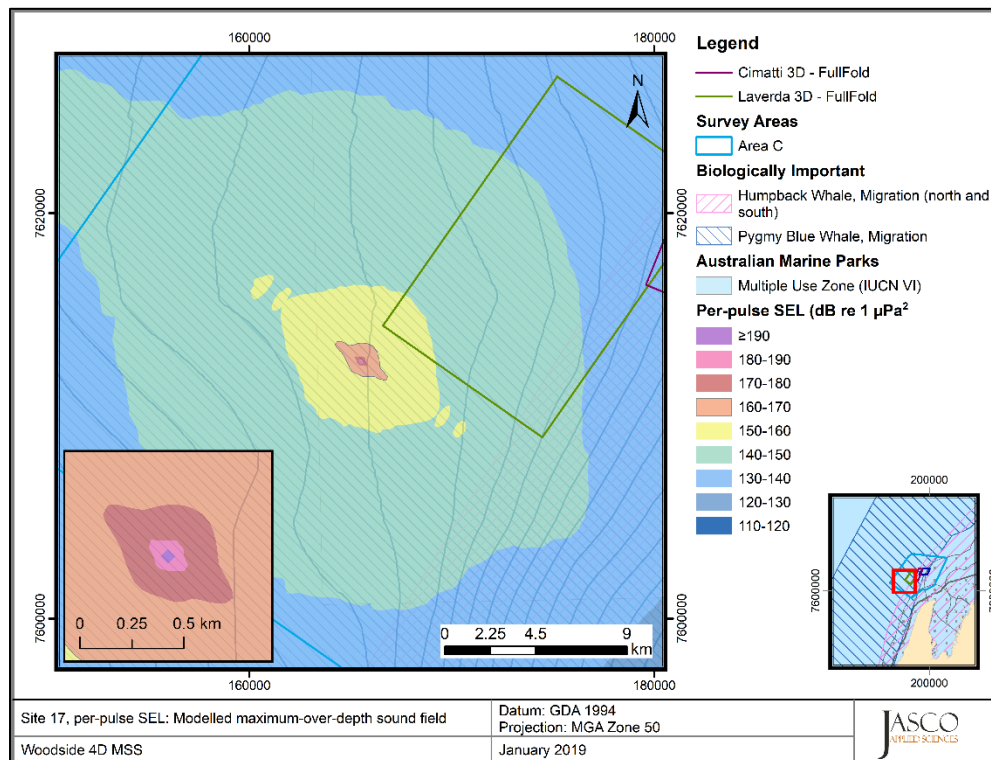 160000
180000
7620000
7620000
7600000
7600000
160000
180000
N
0 0.25 0.5 km
0 2.25 4.5 9
km
Legend
Cimatti 3D - FullFold
Laverda 3D - FullFold
Survey Areas
Area C
Biologically Important
Humpback Whale, Migration (north and
south)
Pygmy Blue Whale, Migration
Australian Marine Parks
Multiple Use Zone (IUCN VI)
Per-pulse SEL (dB re 1 µPa²
≥190
180-190
170-180
160-170
150-160
140-150
130-140
120-130
110-120
200000
7600000
200000
Site 17, per-pulse SEL: Modelled maximum-over-depth sound field
Datum: GDA 1994
Projection: MGA Zone 50
Woodside 4D MSS
January 2019
JASCO
APPLIED SCIENCES